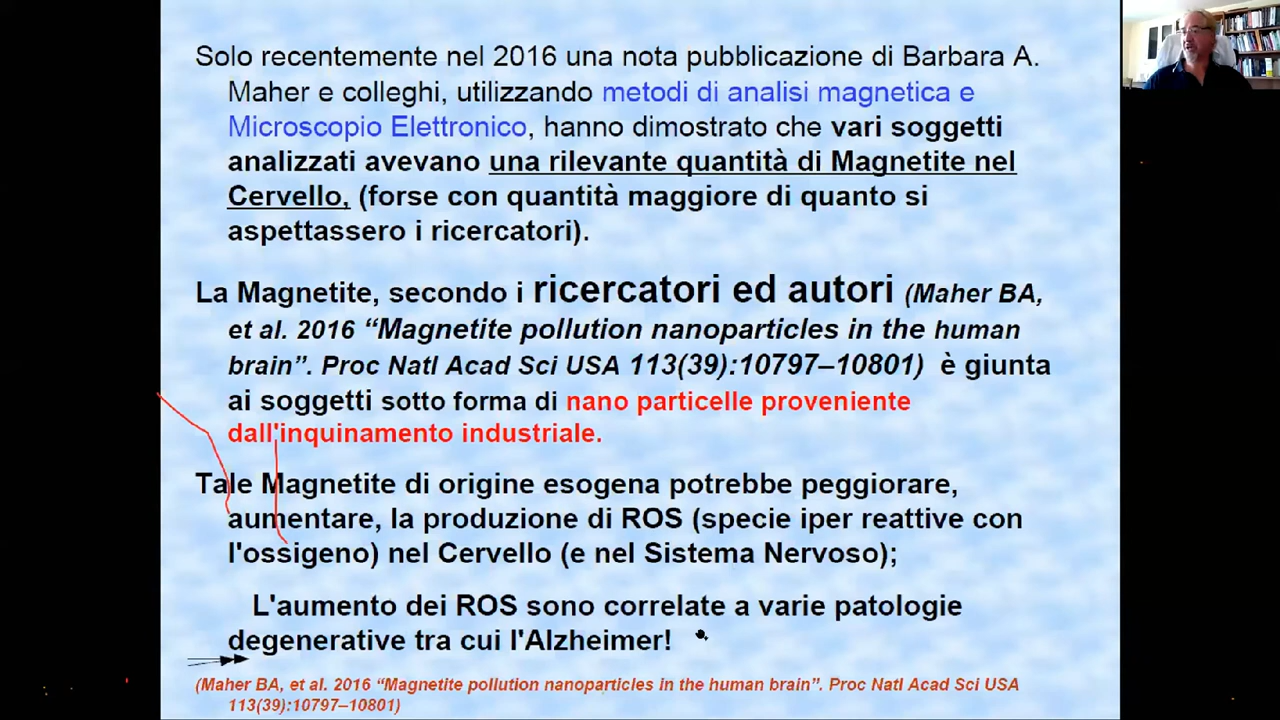 Solo recentemente nel 2016 una nota pubblicazione di Barbara A.
Maher e colleghi, utilizzando metodi di analisi magnetica e
Microscopio Elettronico, hanno dimostrato che vari soggetti
analizzati avevano una rilevante quantità di Magnetite nel
Cervello, (forse con quantità maggiore di quanto si
aspettassero i ricercatori).
La Magnetite, secondo i ricercatori ed autori (Maher BA,
et al. 2016 “Magnetite pollution nanoparticles in the human
brain”. Proc Natl Acad Sci USA 113(39):10797–10801) è giunta
ai soggetti sotto forma di nano particelle proveniente
dall'inquinamento industriale.
Tale Magnetite di origine esogena potrebbe peggiorare,
aumentare, la produzione di ROS (specie iper reattive con
l'ossigeno) nel Cervello (e nel Sistema Nervoso);
L'aumento dei ROS sono correlate a varie patologie
degenerative tra cui l'Alzheimer!
(Maher BA, et al. 2016 “Magnetite pollution nanoparticles in the human brain”. Proc Natl Acad Sci USA
113(39):10797–10801)